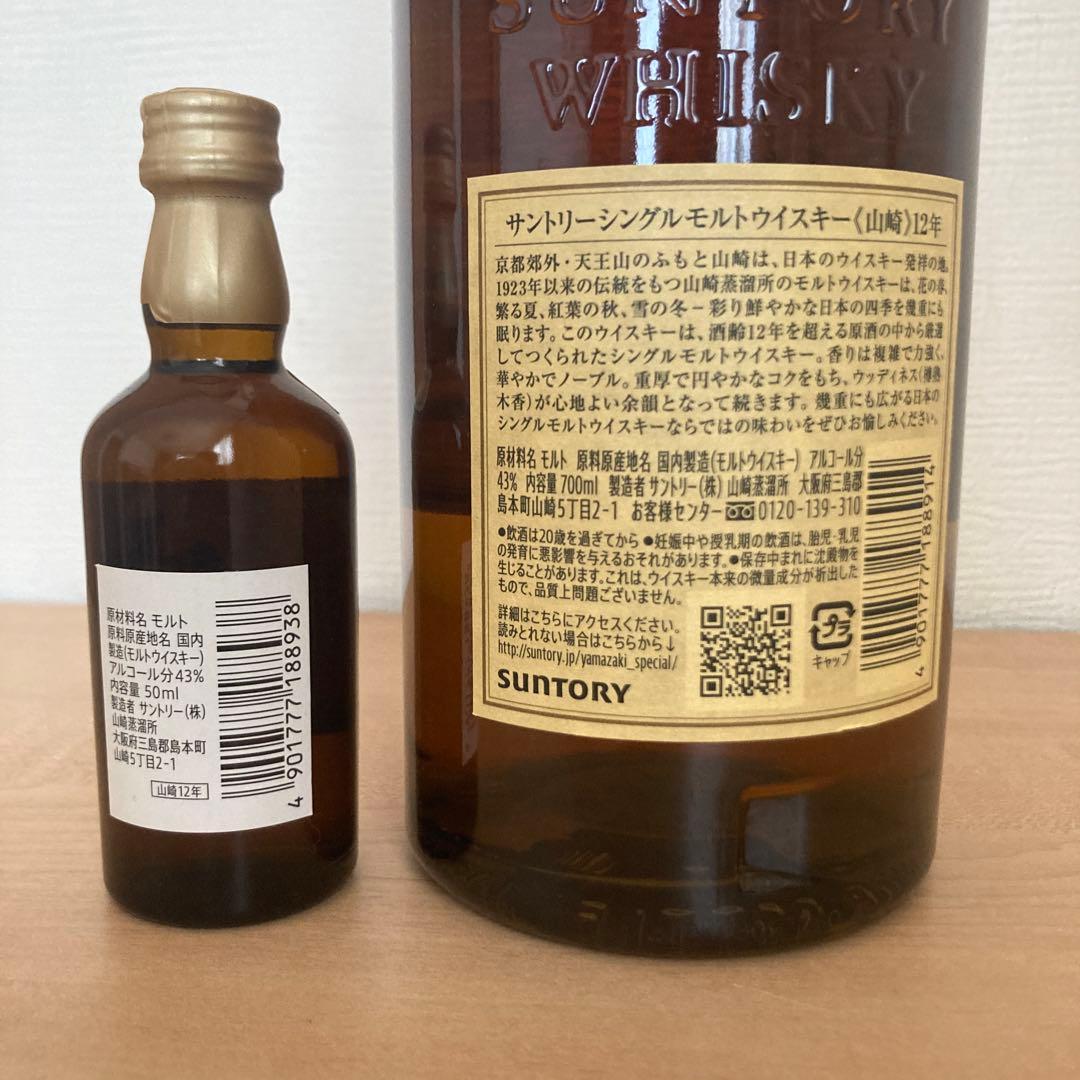 SUNTORY
WHISKY
サントリーシングルモルトウイスキー《山崎》12年
京都郊外・天王山のふもと山崎は、日本のウイスキー発祥の地。
1923年以来の伝統をもつ山崎蒸溜所のモルトウイスキーは、花の春、
繁る夏、紅葉の秋、雪の冬−彩り鮮やかな日本の四季を幾重にも
眠ります。このウイスキーは、酒齢12年を超える原酒の中から厳選
してつくられたシングルモルトウイスキー。香りは複雑で力強く、
華やかでノーブル。重厚で円やかなコクをもち、ウッディネス(樽熟
木香)が心地よい余韻となって続きます。幾重にも広がる日本の
シングルモルトウイスキーならではの味わいをぜひお愉しみください。
原材料名 モルト 原料原産地名 国内製造(モルトウイスキー) アルコール分
43% 内容量700ml 製造者 サントリー(株) 山崎蒸溜所 大阪府三島郡
島本町山崎5丁目2-1 お客様センター 0120-139-310
●飲酒は20歳を過ぎてから ●妊娠中や授乳期の飲酒は、胎児・乳児
の発育に悪影響を与えるおそれがあります。●保存中まれに沈殿物を
生じることがあります。これは、ウイスキー本来の微量成分が析出した
もので、品質上問題ございません。
詳細はこちらにアクセスください。
読みとれない場合はこちらから↓
http://suntory.jp/yamazaki_special/
SUNTORY
プラ
キャップ
4901777188914
原材料名 モルト
原料原産地名 国内
製造(モルトウイスキー)
アルコール分43%
内容量 50ml
製造者 サントリー(株)
山崎蒸溜所
大阪府三島郡島本町
山崎5丁目2-1
山崎12年
4901777188938